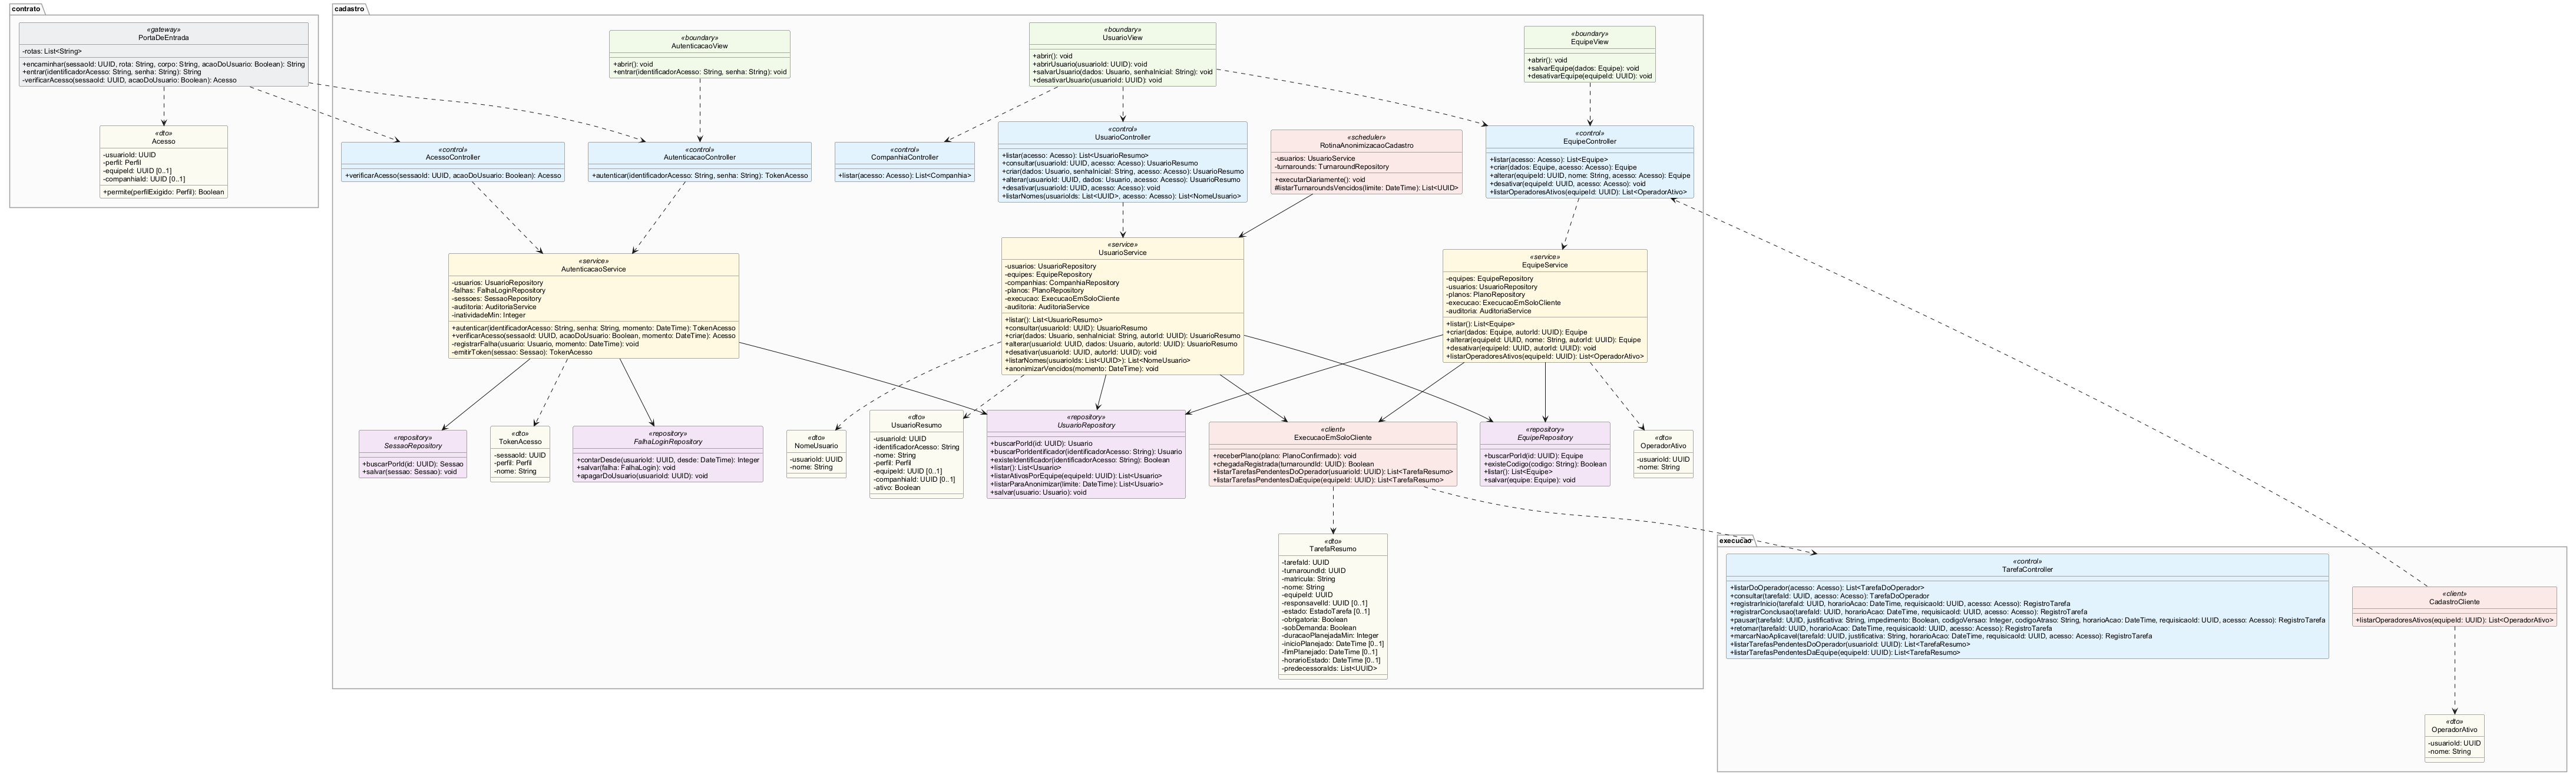 contrato
«gateway»
PortaDeEntrada
-rotas: List<String>
+encaminhar(sessaoId: UUID, rota: String, corpo: String, acaoDoUsuario: Boolean): String
+entrar(identificadorAcesso: String, senha: String): String
-verificarAcesso(sessaoId: UUID, acaoDoUsuario: Boolean): Acesso
«dto»
Acesso
-usuarioId: UUID
-perfil: Perfil
-equipeId: UUID [0..1]
-companhiaId: UUID [0..1]
+permite(perfilExigido: Perfil): Boolean
cadastro
«boundary»
AutenticacaoView
+abrir(): void
+entrar(identificadorAcesso: String, senha: String): void
«boundary»
UsuarioView
+abrir(): void
+abrirUsuario(usuarioId: UUID): void
+salvarUsuario(dados: Usuario, senhaInicial: String): void
+desativarUsuario(usuarioId: UUID): void
«boundary»
EquipeView
+abrir(): void
+salvarEquipe(dados: Equipe): void
+desativarEquipe(equipeId: UUID): void
«control»
AcessoController
+verificarAcesso(sessaoId: UUID, acaoDoUsuario: Boolean): Acesso
«control»
AutenticacaoController
+autenticar(identificadorAcesso: String, senha: String): TokenAcesso
«control»
CompanhiaController
+listar(acesso: Acesso): List<Companhia>
«control»
UsuarioController
+listar(acesso: Acesso): List<UsuarioResumo>
+consultar(usuarioId: UUID, acesso: Acesso): UsuarioResumo
+criar(dados: Usuario, senhaInicial: String, acesso: Acesso): UsuarioResumo
+alterar(usuarioId: UUID, dados: Usuario, acesso: Acesso): UsuarioResumo
+desativar(usuarioId: UUID, acesso: Acesso): void
+listarNomes(usuarioIds: List<UUID>, acesso: Acesso): List<NomeUsuario>
«scheduler»
RotinaAnonimizacaoCadastro
-usuarios: UsuarioService
-turnarounds: TurnaroundRepository
+executarDiariamente(): void
#listarTurnaroundsVencidos(limite: DateTime): List<UUID>
«control»
EquipeController
+listar(acesso: Acesso): List<Equipe>
+criar(dados: Equipe, acesso: Acesso): Equipe
+alterar(equipeId: UUID, nome: String, acesso: Acesso): Equipe
+desativar(equipeId: UUID, acesso: Acesso): void
+listarOperadoresAtivos(equipeId: UUID): List<OperadorAtivo>
«service»
AutenticacaoService
-usuarios: UsuarioRepository
-falhas: FalhaLoginRepository
-sessoes: SessaoRepository
-auditoria: AuditoriaService
-inatividadeMin: Integer
+autenticar(identificadorAcesso: String, senha: String, momento: DateTime): TokenAcesso
+verificarAcesso(sessaoId: UUID, acaoDoUsuario: Boolean, momento: DateTime): Acesso
-registrarFalha(usuario: Usuario, momento: DateTime): void
-emitirToken(sessao: Sessao): TokenAcesso
«service»
UsuarioService
-usuarios: UsuarioRepository
-equipes: EquipeRepository
-companhias: CompanhiaRepository
-planos: PlanoRepository
-execucao: ExecucaoEmSoloCliente
-auditoria: AuditoriaService
+listar(): List<UsuarioResumo>
+consultar(usuarioId: UUID): UsuarioResumo
+criar(dados: Usuario, senhaInicial: String, autorId: UUID): UsuarioResumo
+alterar(usuarioId: UUID, dados: Usuario, autorId: UUID): UsuarioResumo
+desativar(usuarioId: UUID, autorId: UUID): void
+listarNomes(usuarioIds: List<UUID>): List<NomeUsuario>
+anonimizarVencidos(momento: DateTime): void
«service»
EquipeService
-equipes: EquipeRepository
-usuarios: UsuarioRepository
-planos: PlanoRepository
-execucao: ExecucaoEmSoloCliente
-auditoria: AuditoriaService
+listar(): List<Equipe>
+criar(dados: Equipe, autorId: UUID): Equipe
+alterar(equipeId: UUID, nome: String, autorId: UUID): Equipe
+desativar(equipeId: UUID, autorId: UUID): void
+listarOperadoresAtivos(equipeId: UUID): List<OperadorAtivo>
«repository»
SessaoRepository
+buscarPorId(id: UUID): Sessao
+salvar(sessao: Sessao): void
«dto»
TokenAcesso
-sessaoId: UUID
-perfil: Perfil
-nome: String
«repository»
FalhaLoginRepository
+contarDesde(usuarioId: UUID, desde: DateTime): Integer
+salvar(falha: FalhaLogin): void
+apagarDoUsuario(usuarioId: UUID): void
«dto»
NomeUsuario
-usuarioId: UUID
-nome: String
«dto»
UsuarioResumo
-usuarioId: UUID
-identificadorAcesso: String
-nome: String
-perfil: Perfil
-equipeId: UUID [0..1]
-companhiaId: UUID [0..1]
-ativo: Boolean
«repository»
UsuarioRepository
+buscarPorId(id: UUID): Usuario
+buscarPorIdentificador(identificadorAcesso: String): Usuario
+existeIdentificador(identificadorAcesso: String): Boolean
+listar(): List<Usuario>
+listarAtivosPorEquipe(equipeId: UUID): List<Usuario>
+listarParaAnonimizar(limite: DateTime): List<Usuario>
+salvar(usuario: Usuario): void
«client»
ExecucaoEmSoloCliente
+receberPlano(plano: PlanoConfirmado): void
+chegadaRegistrada(turnaroundId: UUID): Boolean
+listarTarefasPendentesDoOperador(usuarioId: UUID): List<TarefaResumo>
+listarTarefasPendentesDaEquipe(equipeId: UUID): List<TarefaResumo>
«repository»
EquipeRepository
+buscarPorId(id: UUID): Equipe
+existeCodigo(codigo: String): Boolean
+listar(): List<Equipe>
+salvar(equipe: Equipe): void
«dto»
OperadorAtivo
-usuarioId: UUID
-nome: String
«dto»
TarefaResumo
-tarefaId: UUID
-turnaroundId: UUID
-matricula: String
-nome: String
-equipeId: UUID
-responsavelId: UUID [0..1]
-estado: EstadoTarefa [0..1]
-obrigatoria: Boolean
-sobDemanda: Boolean
-duracaoPlanejadaMin: Integer
-inicioPlanejado: DateTime [0..1]
-fimPlanejado: DateTime [0..1]
-horarioEstado: DateTime [0..1]
-predecessoraIds: List<UUID>
execucao
«control»
TarefaController
+listarDoOperador(acesso: Acesso): List<TarefaDoOperador>
+consultar(tarefaId: UUID, acesso: Acesso): TarefaDoOperador
+registrarInicio(tarefaId: UUID, horarioAcao: DateTime, requisicaoId: UUID, acesso: Acesso): RegistroTarefa
+registrarConclusao(tarefaId: UUID, horarioAcao: DateTime, requisicaoId: UUID, acesso: Acesso): RegistroTarefa
+pausar(tarefaId: UUID, justificativa: String, impedimento: Boolean, codigoVersao: Integer, codigoAtraso: String, horarioAcao: DateTime, requisicaoId: UUID, acesso: Acesso): RegistroTarefa
+retomar(tarefaId: UUID, horarioAcao: DateTime, requisicaoId: UUID, acesso: Acesso): RegistroTarefa
+marcarNaoAplicavel(tarefaId: UUID, justificativa: String, horarioAcao: DateTime, requisicaoId: UUID, acesso: Acesso): RegistroTarefa
+listarTarefasPendentesDoOperador(usuarioId: UUID): List<TarefaResumo>
+listarTarefasPendentesDaEquipe(equipeId: UUID): List<TarefaResumo>
«client»
CadastroCliente
+listarOperadoresAtivos(equipeId: UUID): List<OperadorAtivo>
«dto»
OperadorAtivo
-usuarioId: UUID
-nome: String